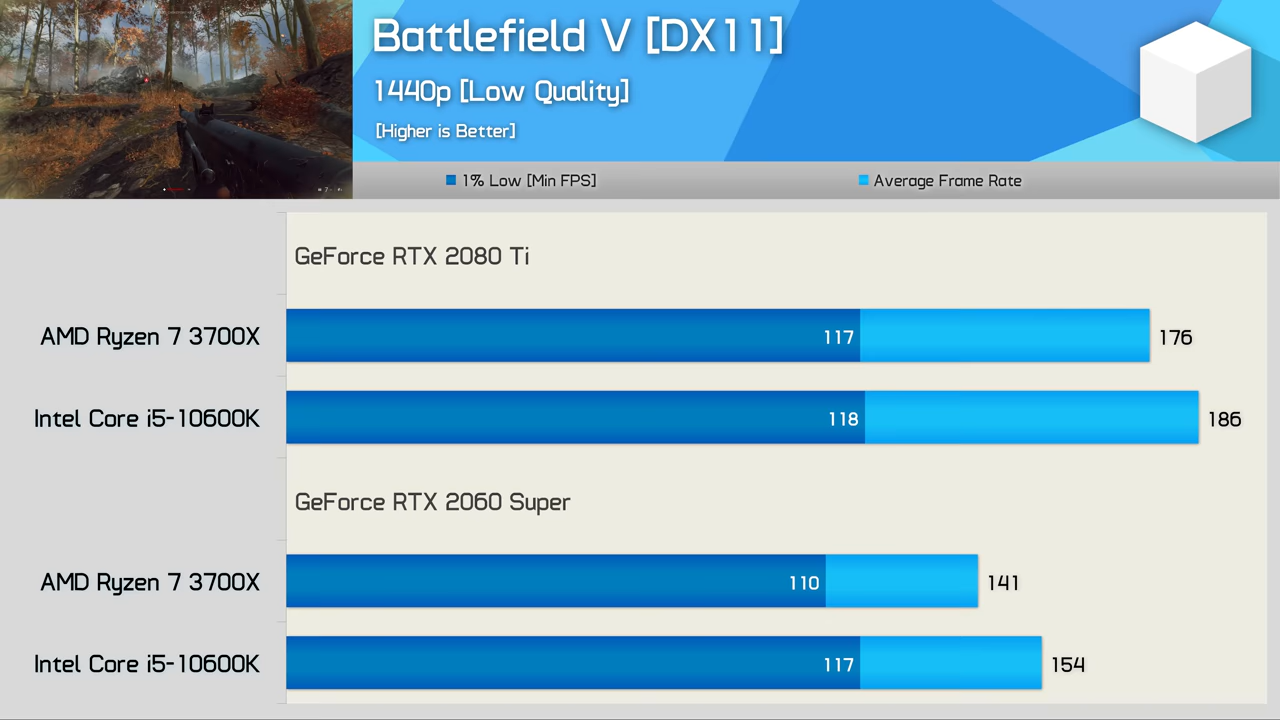 Battlefield V [DX11]
1440p [Low Quality]
[Higher is Better]
1% Low [Min FPS]
Average Frame Rate
GeForce RTX 2080 Ti
AMD Ryzen 7 3700X 117 176
Intel Core i5-10600K 118 186
GeForce RTX 2060 Super
AMD Ryzen 7 3700X 110 141
Intel Core i5-10600K 117 154